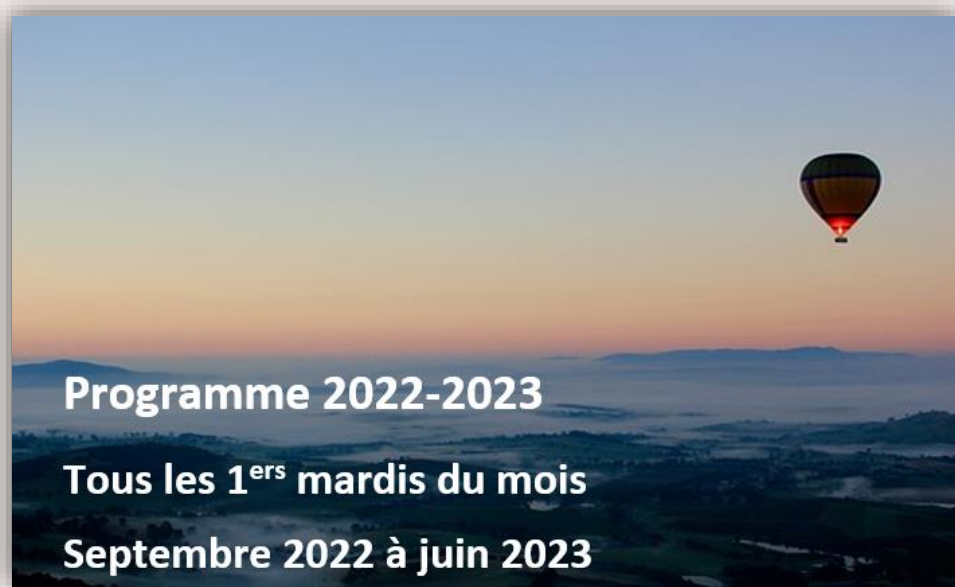 Programme 2022-2023
Tous les 1ers mardis du mois
Septembre 2022 à juin 2023